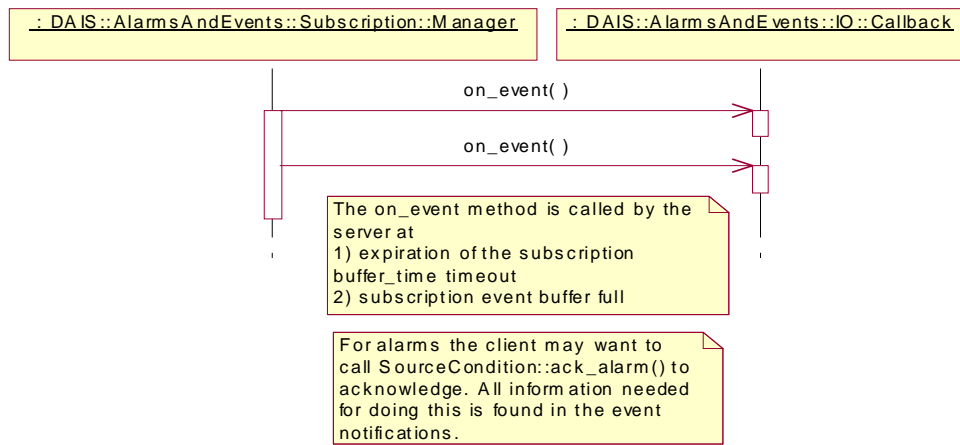 : DAIS::AlarmsAndEvents::Subscription::Manager
: DAIS::AlarmsAndEvents::IO::Callback
on_event( )
on_event( )
The on_event method is called by the
server at
1) expiration of the subscription
buffer_time timeout
2) subscription event buffer full
For alarms the client may want to
call SourceCondition::ack_alarm() to
acknowledge. All information needed
for doing this is found in the event
notifications.